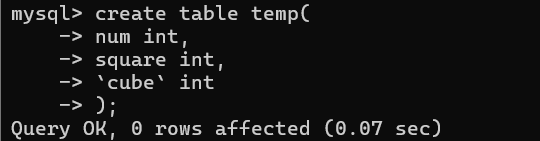 mysql> create table temp(
    -> num int,
    -> square int,
    -> `cube` int
    -> );
Query OK, 0 rows affected (0.07 sec)